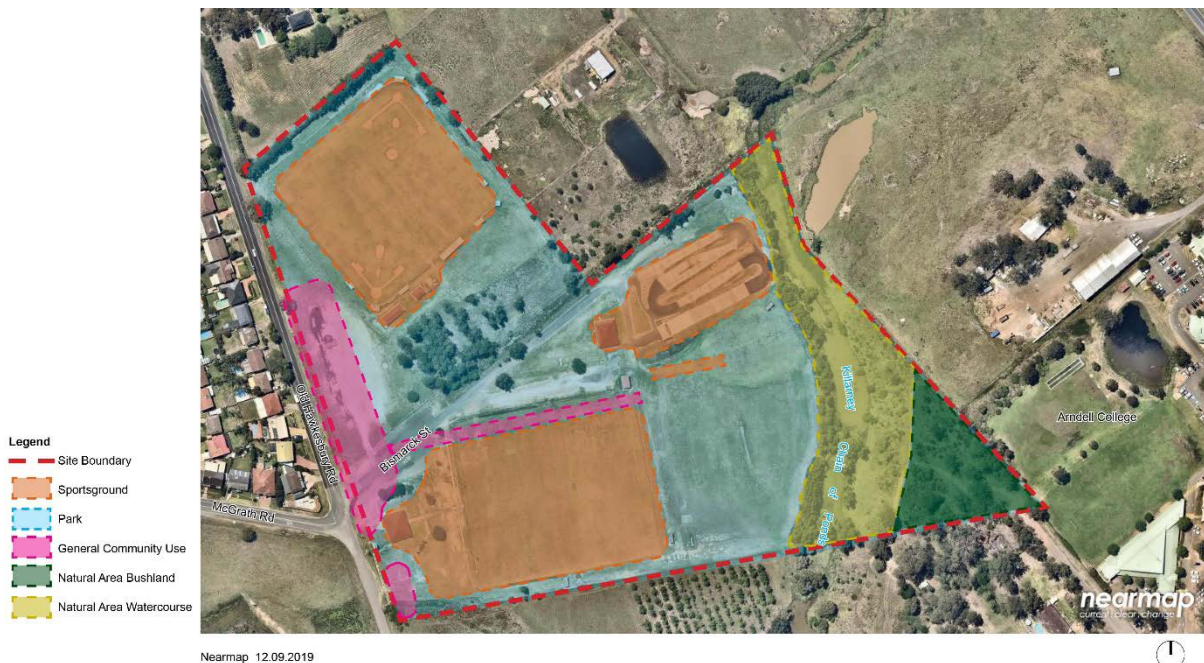 Legend
Site Boundary
Sportsground
Park
General Community Use
Natural Area Bushland
Natural Area Watercourse
Old Hawkesbury Rd
McGrath Rd
Bismarck St
Killarney Chain of Ponds
Arndell College
nearmap
current | clear | change
Nearmap 12.09.2019